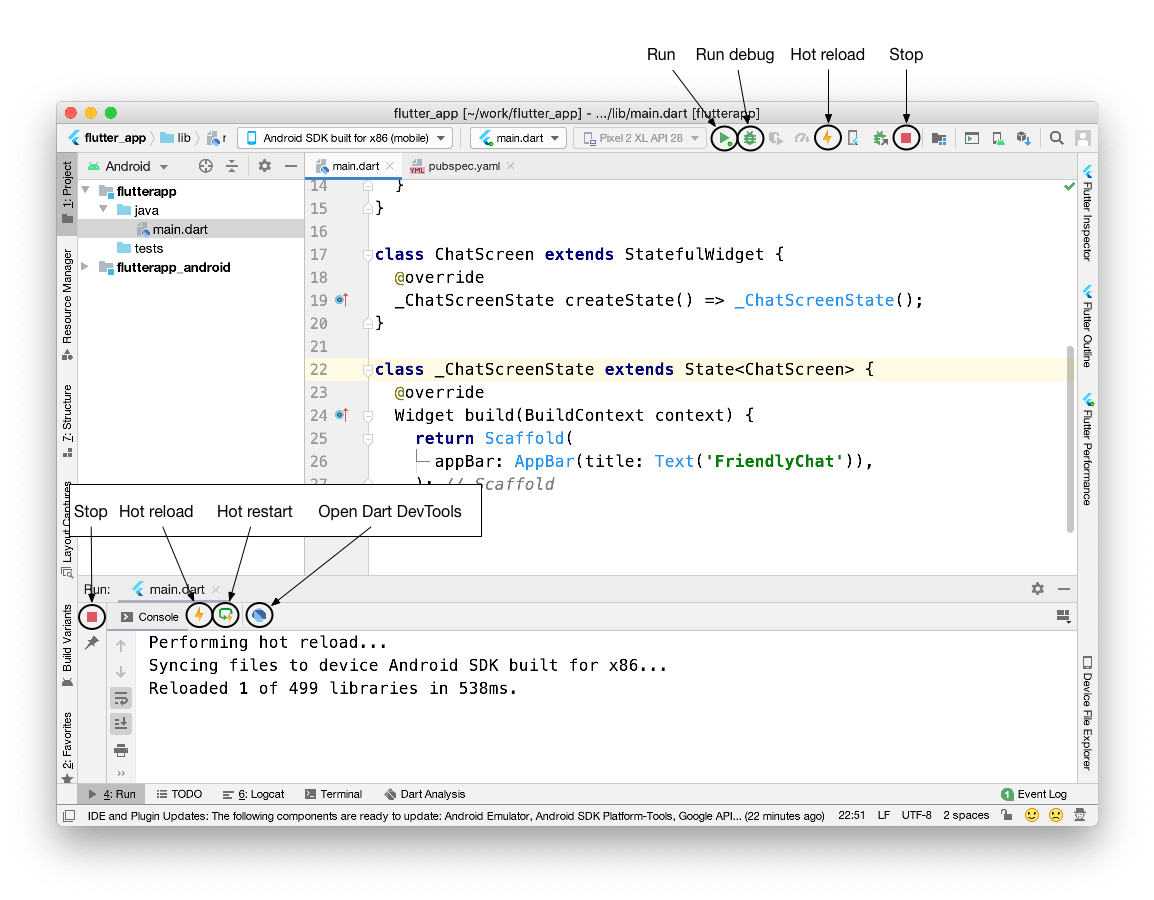 Run Run debug Hot reload Stop
flutter_app [~/work/flutter_app] - .../lib/main.dart [flutterapp]
flutter_app lib Android SDK built for x86 (mobile) main.dart Pixel 2 XL API 28
1: Project
Resource Manager
Z: Structure
Layout Captures
Build Variants
2: Favorites
Android
flutterapp
java
main.dart
tests
flutterapp_android
main.dart pubspec.yaml
14 }
15 }
16
17 class ChatScreen extends StatefulWidget {
18 @override
19 _ChatScreenState createState() => _ChatScreenState();
20 }
21
22 class _ChatScreenState extends State<ChatScreen> {
23 @override
24 Widget build(BuildContext context) {
25 return Scaffold(
26 appBar: AppBar(title: Text('FriendlyChat')),
27 ); // Scaffold
Flutter Inspector
Flutter Outline
Flutter Performance
Device File Explorer
Stop Hot reload Hot restart Open Dart DevTools
Run: main.dart
Console
Performing hot reload...
Syncing files to device Android SDK built for x86...
Reloaded 1 of 499 libraries in 538ms.
4: Run TODO 6: Logcat Terminal Dart Analysis 1 Event Log
IDE and Plugin Updates: The following components are ready to update: Android Emulator, Android SDK Platform-Tools, Google API... (22 minutes ago) 22:51 LF UTF-8 2 spaces